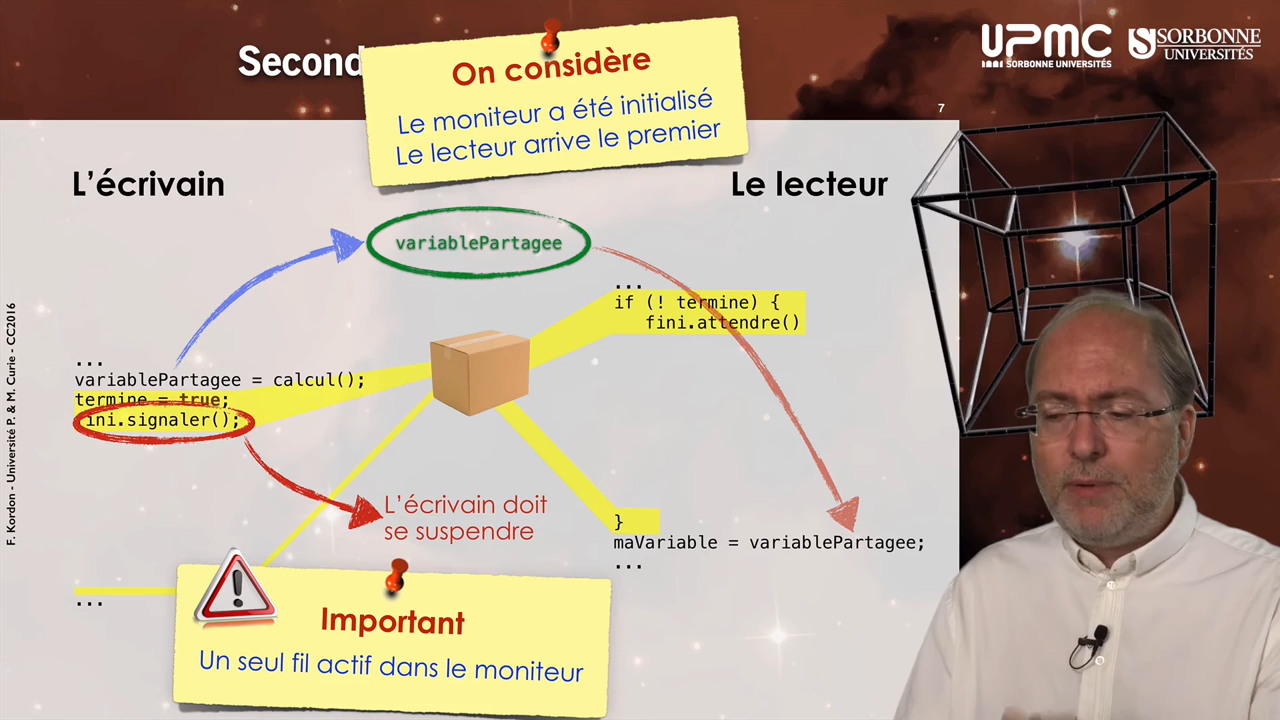 Second
On considère
Le moniteur a été initialisé
Le lecteur arrive le premier
UPMC
SORBONNE UNIVERSITÉS
SORBONNE
UNIVERSITÉS
7
L'écrivain
Le lecteur
variablePartagee
...
if (! termine) {
fini.attendre()
...
variablePartagee = calcul();
termine = true;
ini.signaler();
L'écrivain doit
se suspendre
}
maVariable = variablePartagee;
...
...
Important
Un seul fil actif dans le moniteur
F. Kordon - Université P. & M. Curie - CC2016